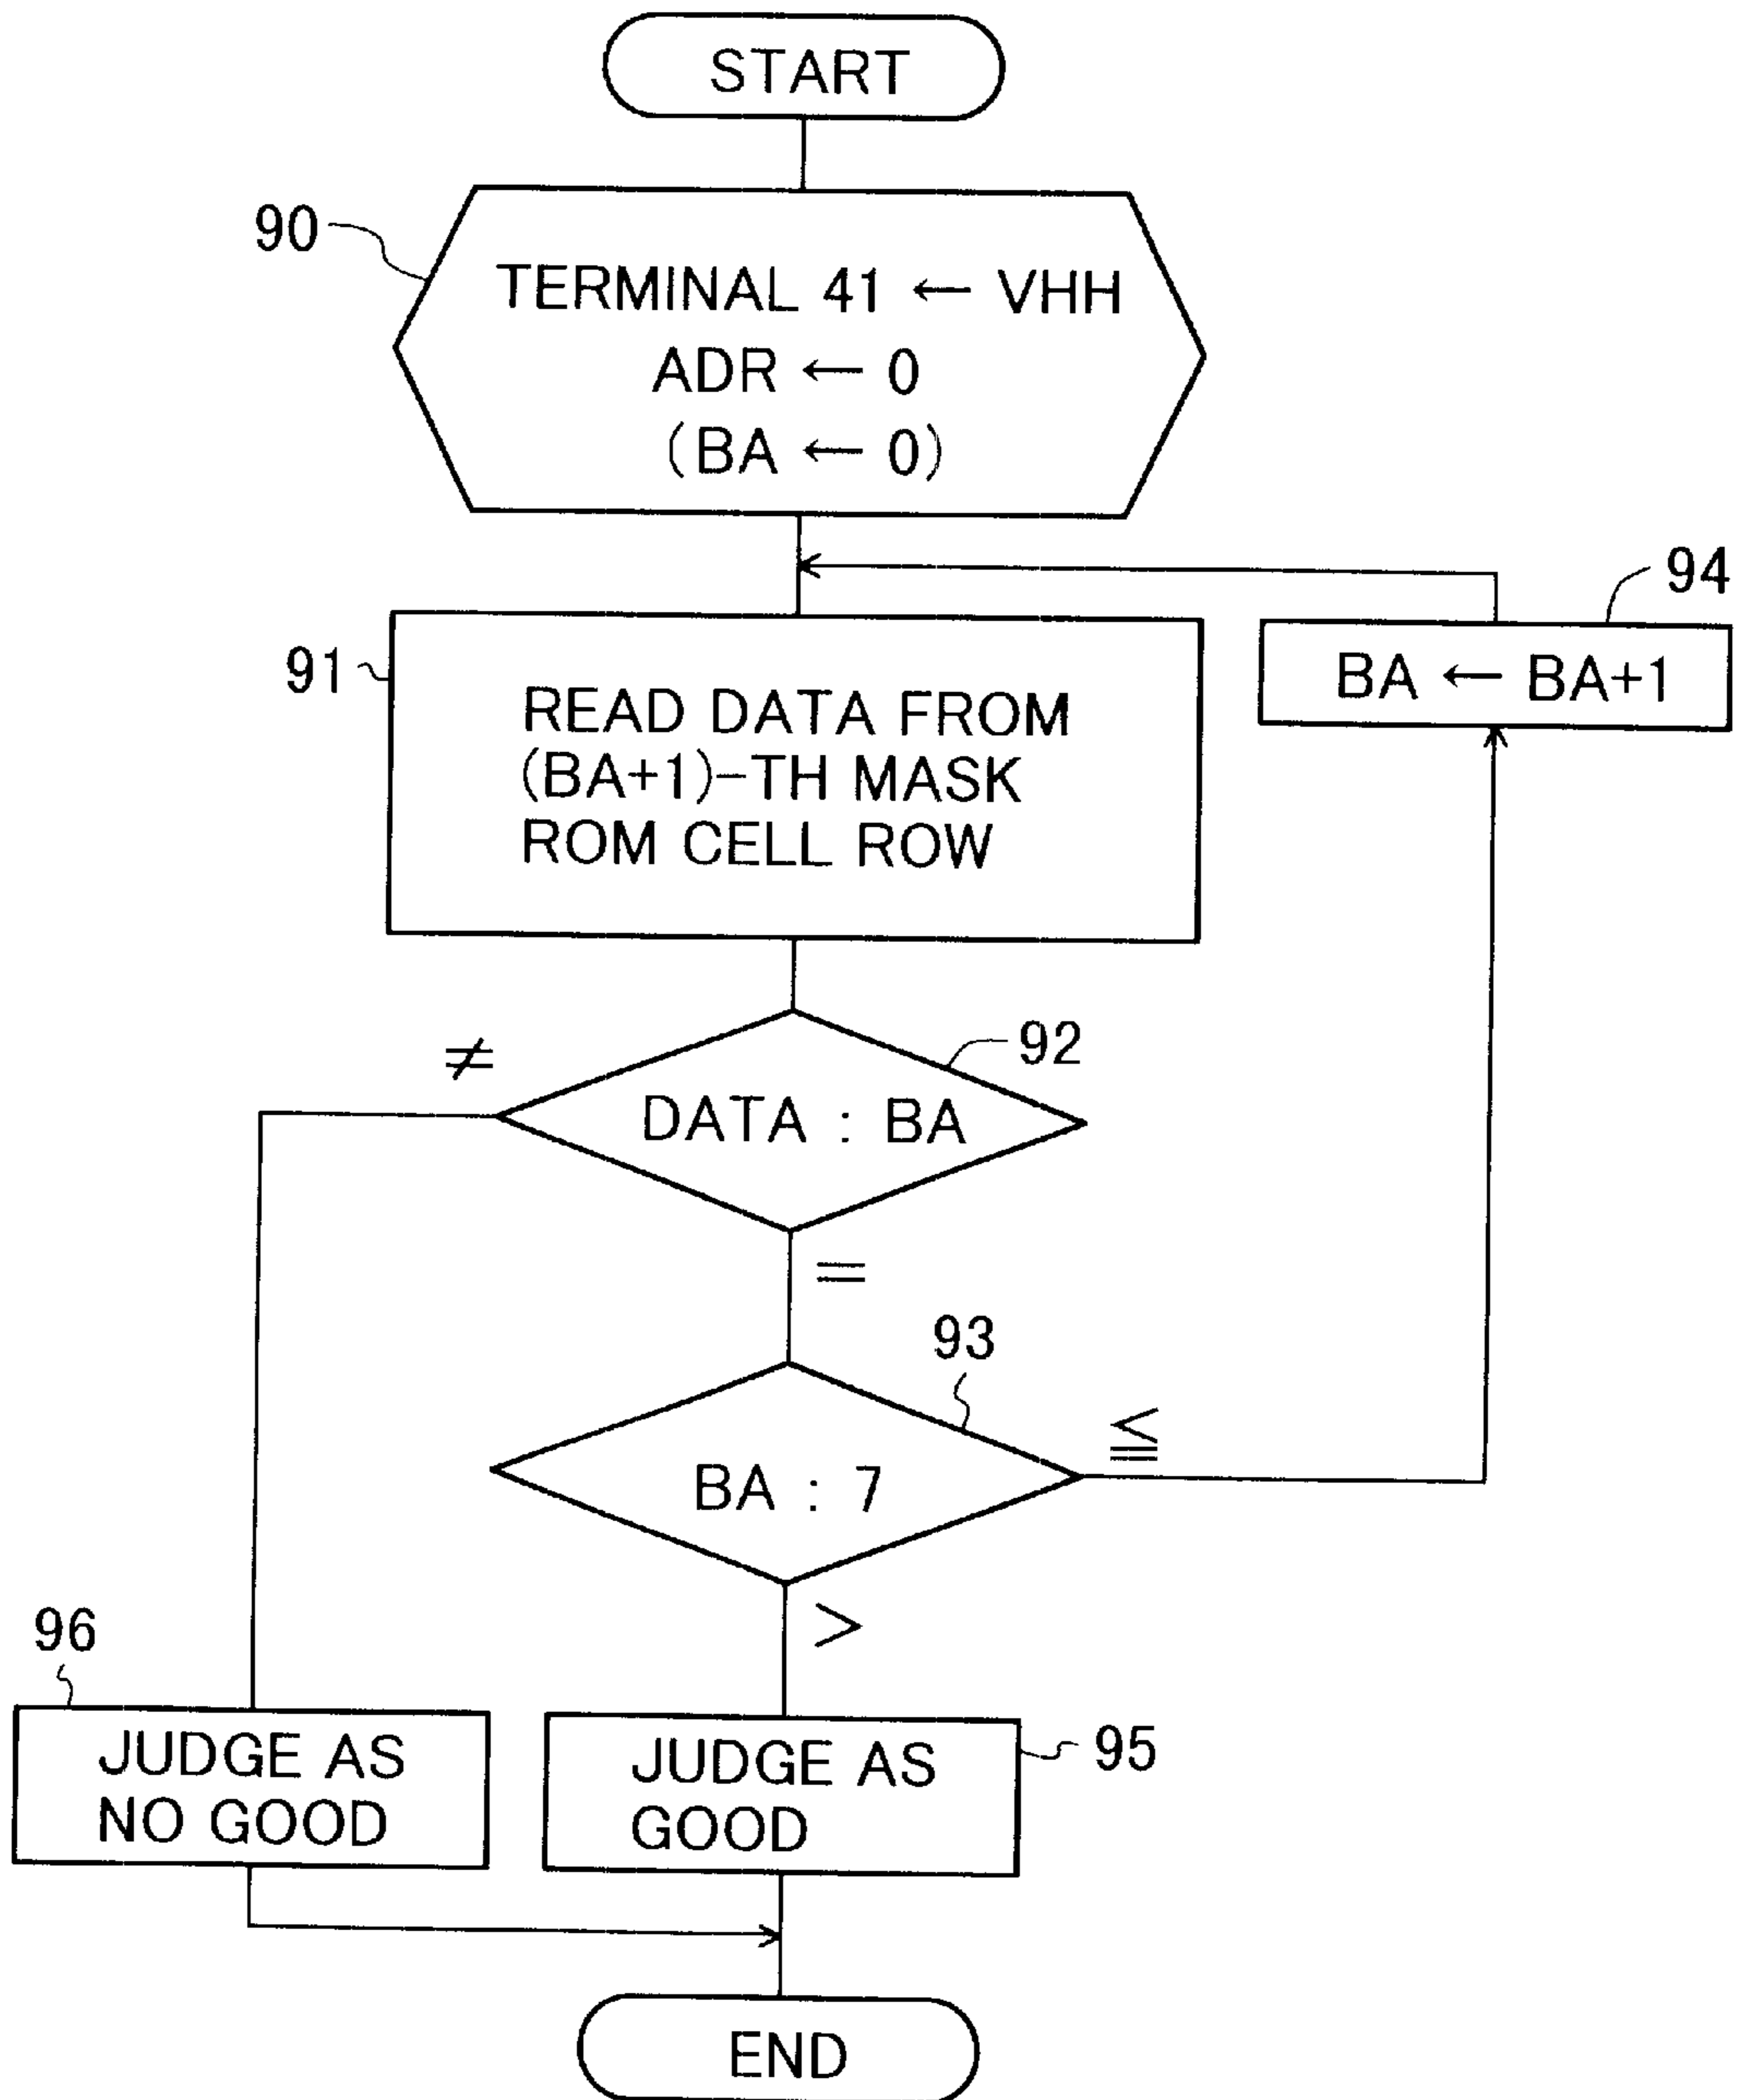 START
90
TERMINAL 41 ← VHH
ADR ← 0
(BA ← 0)
94
BA ← BA+1
91
READ DATA FROM
(BA+1)-TH MASK
ROM CELL ROW
92
≠
DATA : BA
=
93
≦
BA : 7
>
96
JUDGE AS
NO GOOD
95
JUDGE AS
GOOD
END